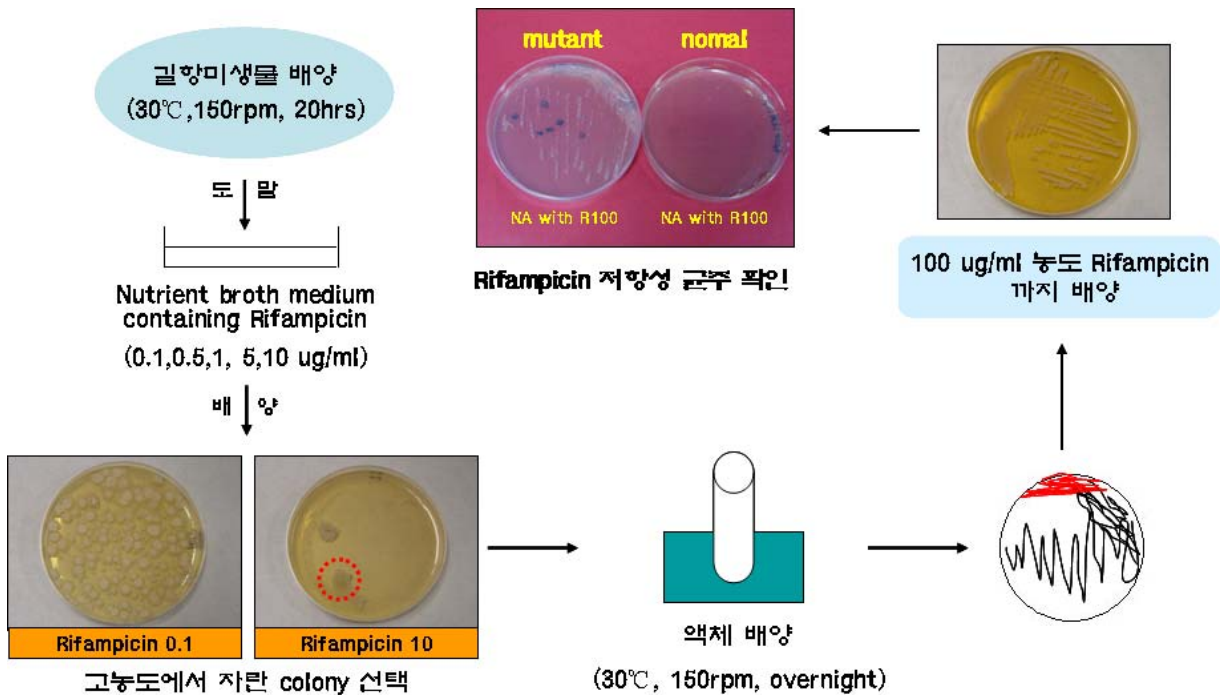 길항미생물 배양
(30℃,150rpm, 20hrs)
도 말
Nutrient broth medium
containing Rifampicin
(0.1,0.5,1, 5,10 ug/ml)
배 양
Rifampicin 0.1
Rifampicin 10
고농도에서 자란 colony 선택
액체 배양
(30℃, 150rpm, overnight)
100 ug/ml 농도 Rifampicin
까지 배양
mutant
nomal
NA with R100
NA with R100
Rifampicin 저항성 균주 확인